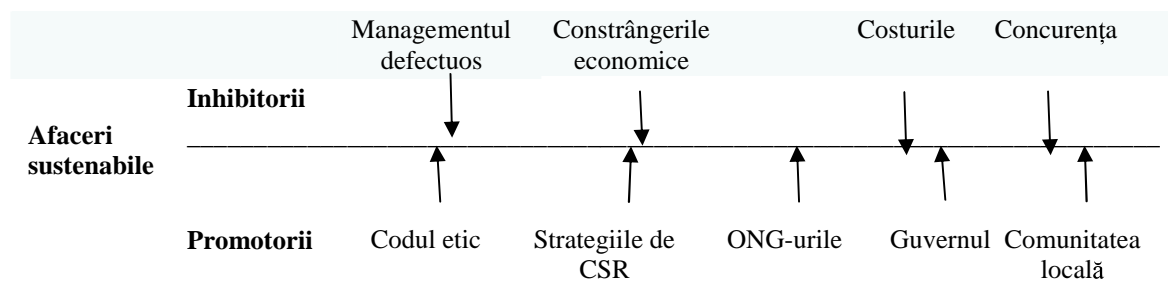 Managementul Constrângerile Costurile Concurența
defectuos economice
Inhibitorii
Afaceri
sustenabile
Promotorii Codul etic Strategiile de ONG-urile Guvernul Comunitatea
CSR locală